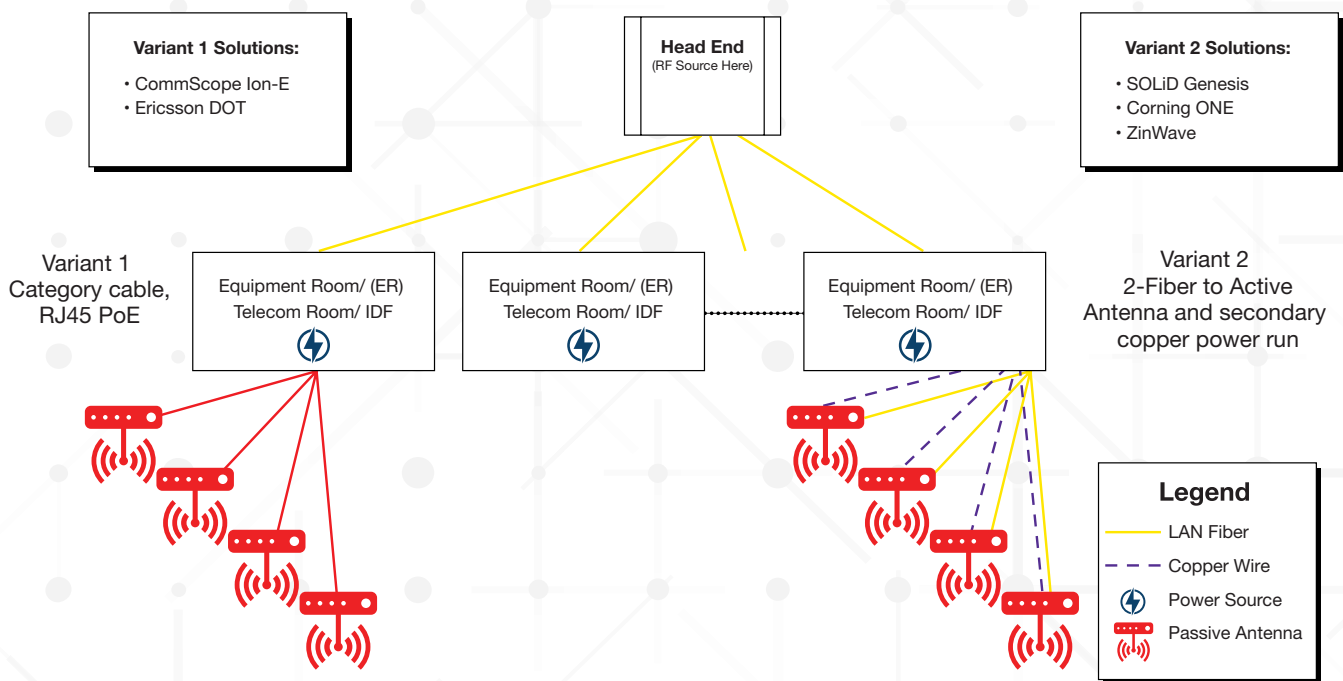 Variant 1 Solutions:
• CommScope Ion-E
• Ericsson DOT
Head End
(RF Source Here)
Variant 2 Solutions:
• SOLiD Genesis
• Corning ONE
• ZinWave
Variant 1
Category cable,
RJ45 PoE
Equipment Room/ (ER)
Telecom Room/ IDF
Equipment Room/ (ER)
Telecom Room/ IDF
Equipment Room/ (ER)
Telecom Room/ IDF
Variant 2
2-Fiber to Active
Antenna and secondary
copper power run
Legend
LAN Fiber
Copper Wire
Power Source
Passive Antenna